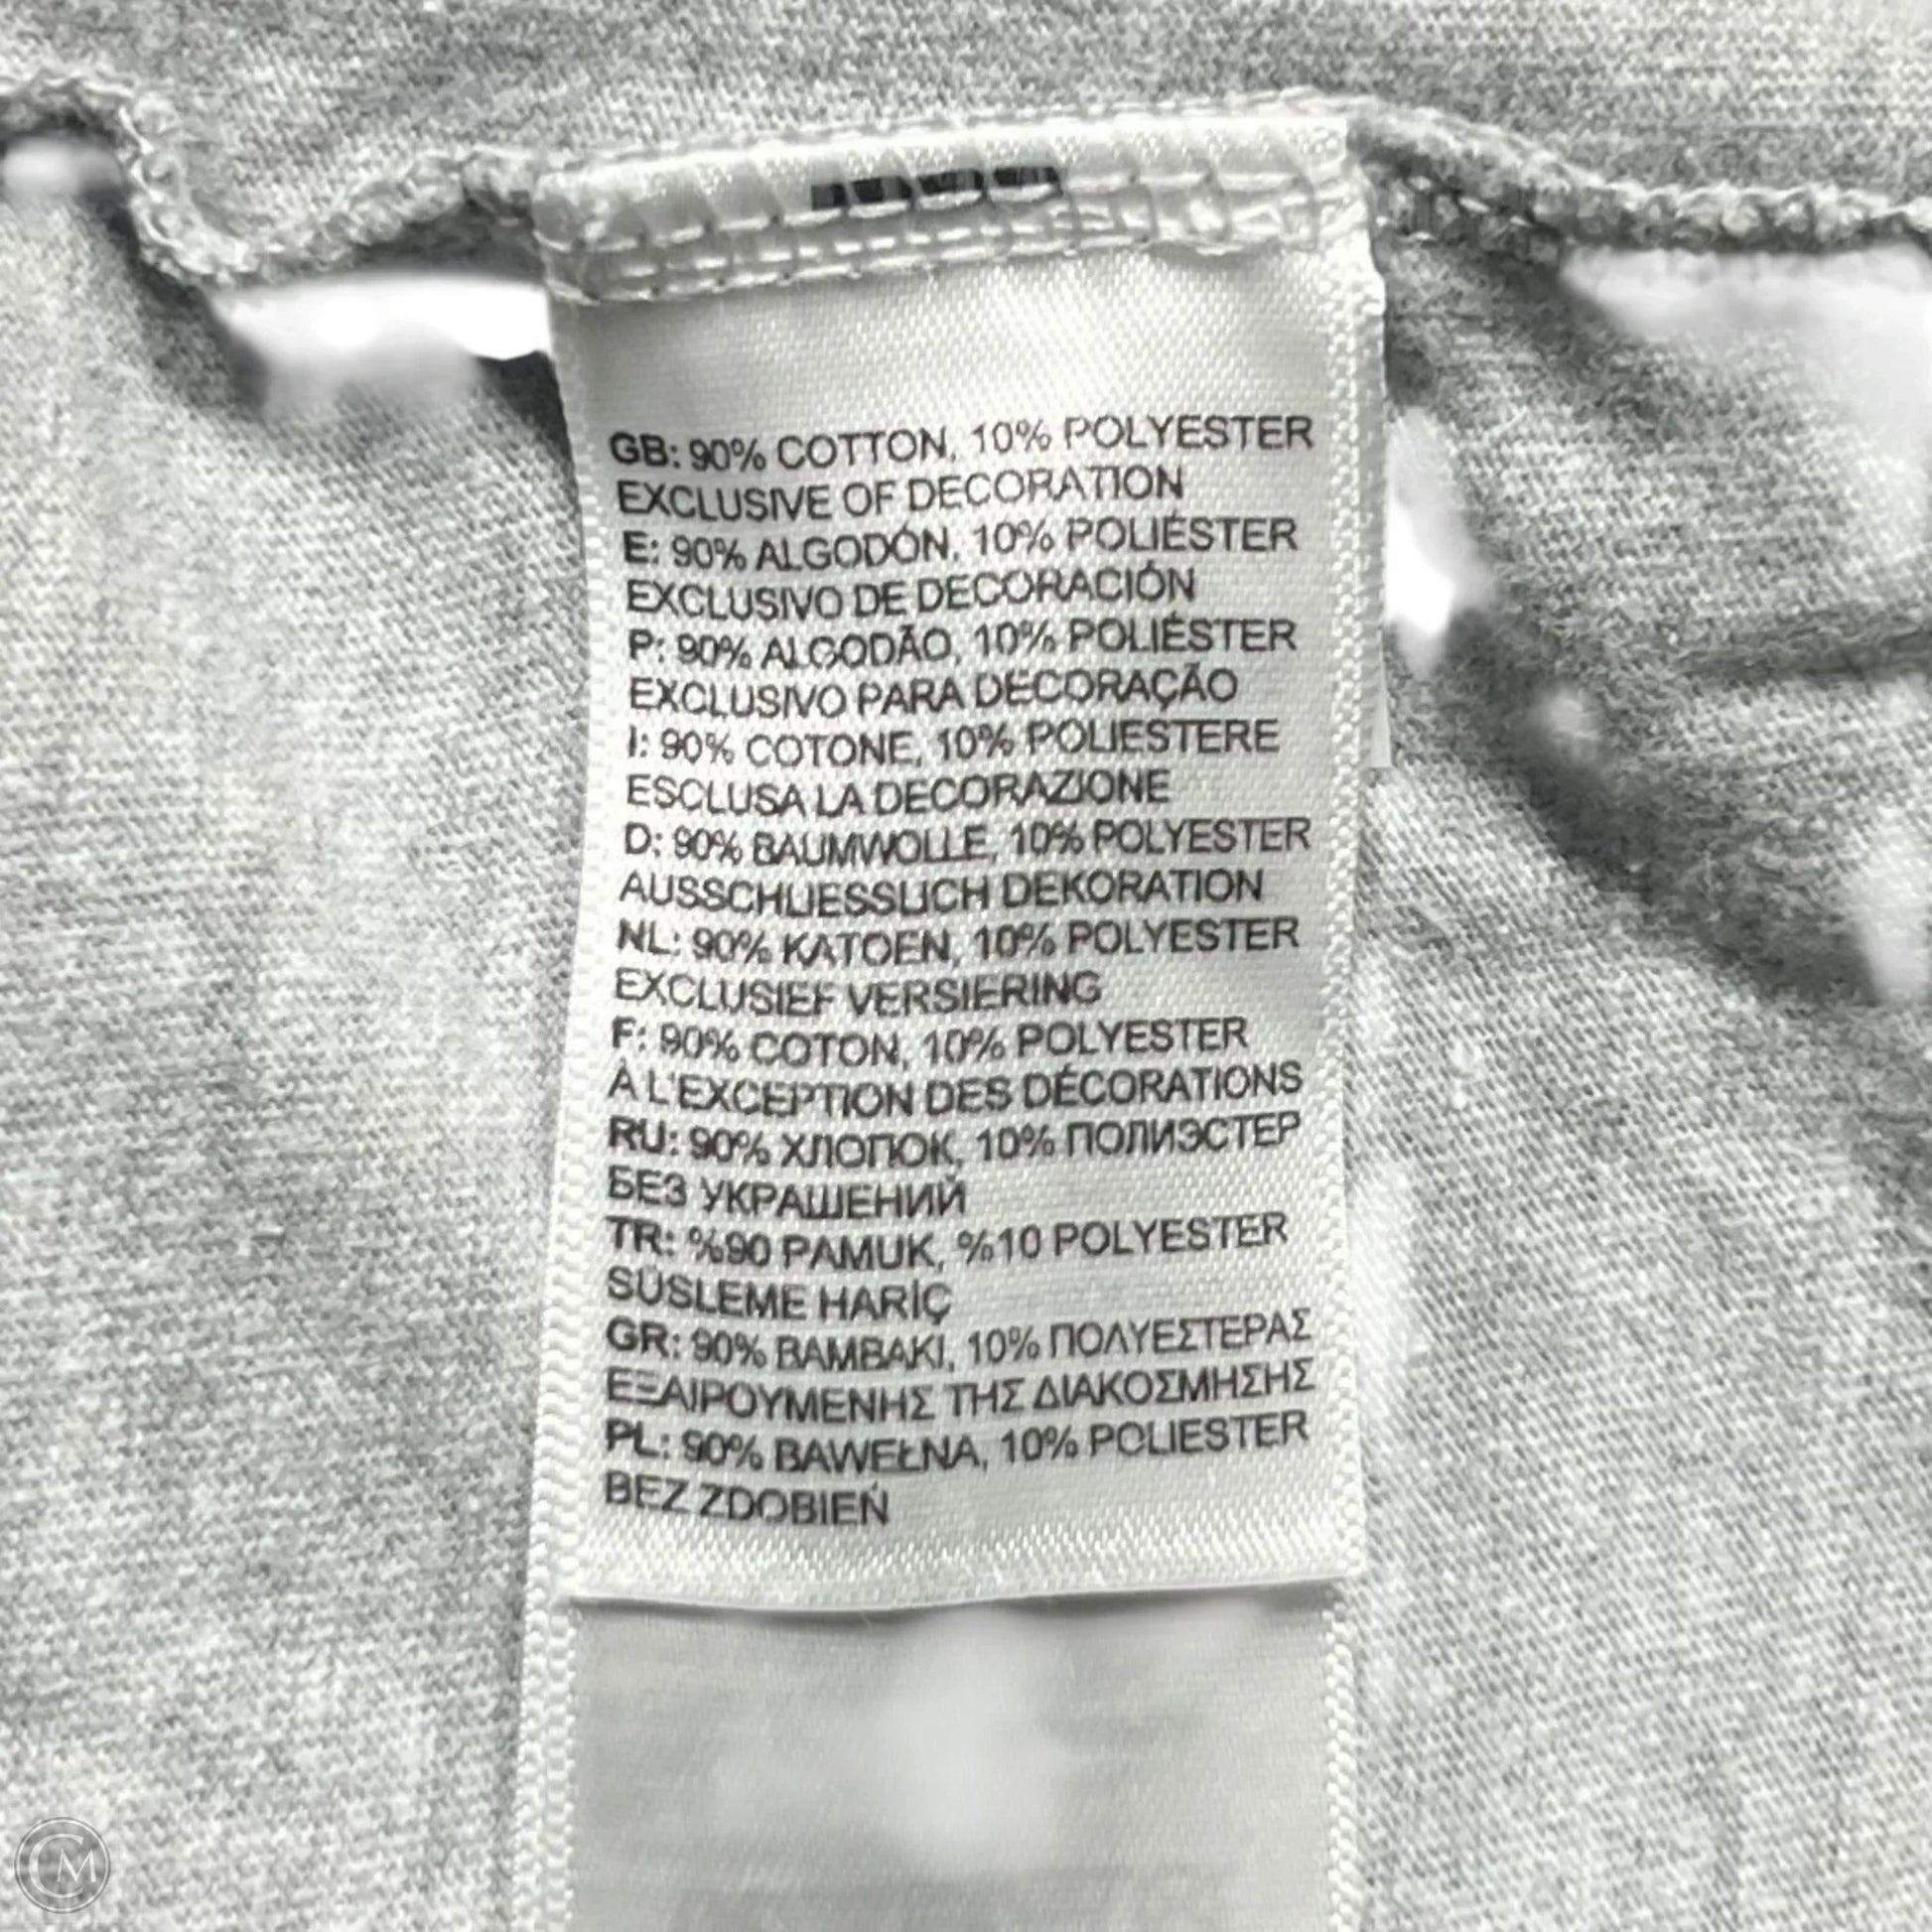 GB: 90% COTTON, 10% POLYESTER
EXCLUSIVE OF DECORATION
E: 90% ALGODÓN, 10% POLIÉSTER
EXCLUSIVO DE DECORACIÓN
P: 90% ALGODÃO, 10% POLIÉSTER
EXCLUSIVO PARA DECORAÇÃO
I: 90% COTONE, 10% POLIESTERE
ESCLUSA LA DECORAZIONE
D: 90% BAUMWOLLE, 10% POLYESTER
AUSSCHLIESSLICH DEKORATION
NL: 90% KATOEN, 10% POLYESTER
EXCLUSIEF VERSIERING
F: 90% COTON, 10% POLYESTER
À L'EXCEPTION DES DÉCORATIONS
RU: 90% ХЛОПОК, 10% ПОЛИЭСТЕР
БЕЗ УКРАШЕНИЙ
TR: %90 PAMUK, %10 POLYESTER
SÜSLEME HARİÇ
GR: 90% ΒΑΜΒΑΚΙ, 10% ΠΟΛΥΕΣΤΕΡΑΣ
ΕΞΑΙΡΟΥΜΕΝΗΣ ΤΗΣ ΔΙΑΚΟΣΜΗΣΗΣ
PL: 90% BAWEŁNA, 10% POLIESTER
BEZ ZDOBIEŃ
CM